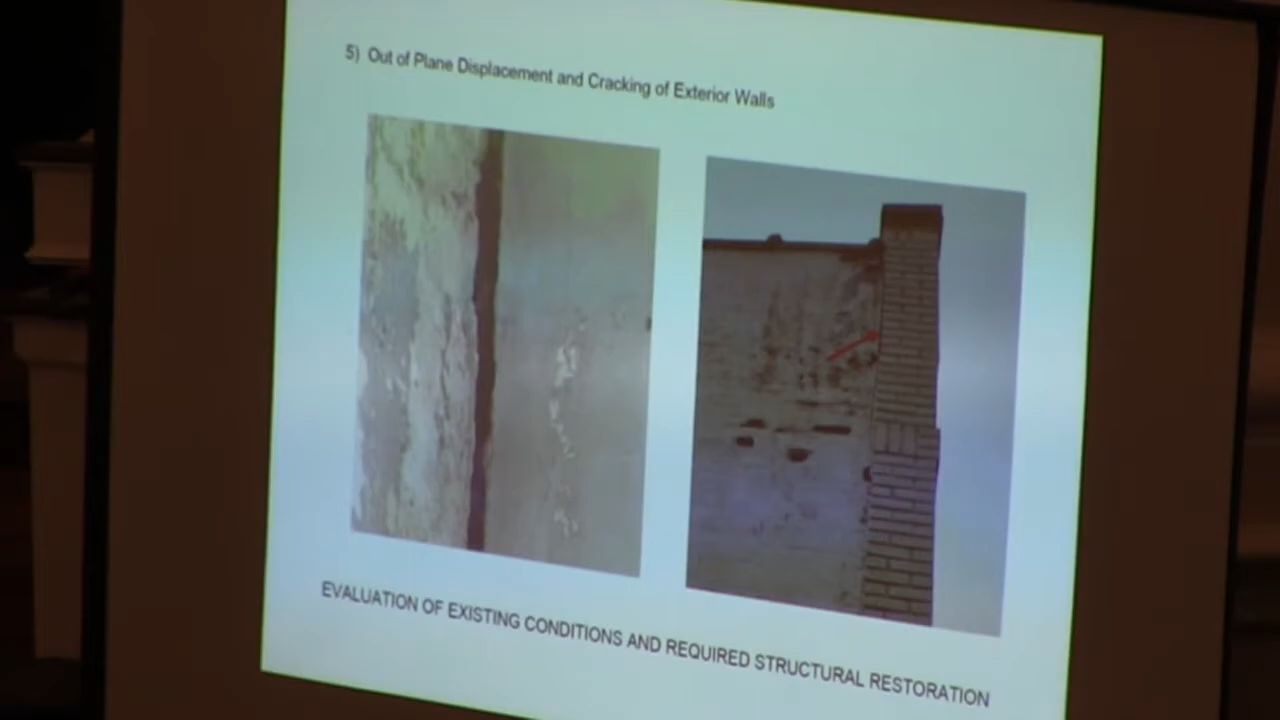 5) Out of Plane Displacement and Cracking of Exterior Walls
EVALUATION OF EXISTING CONDITIONS AND REQUIRED STRUCTURAL RESTORATION